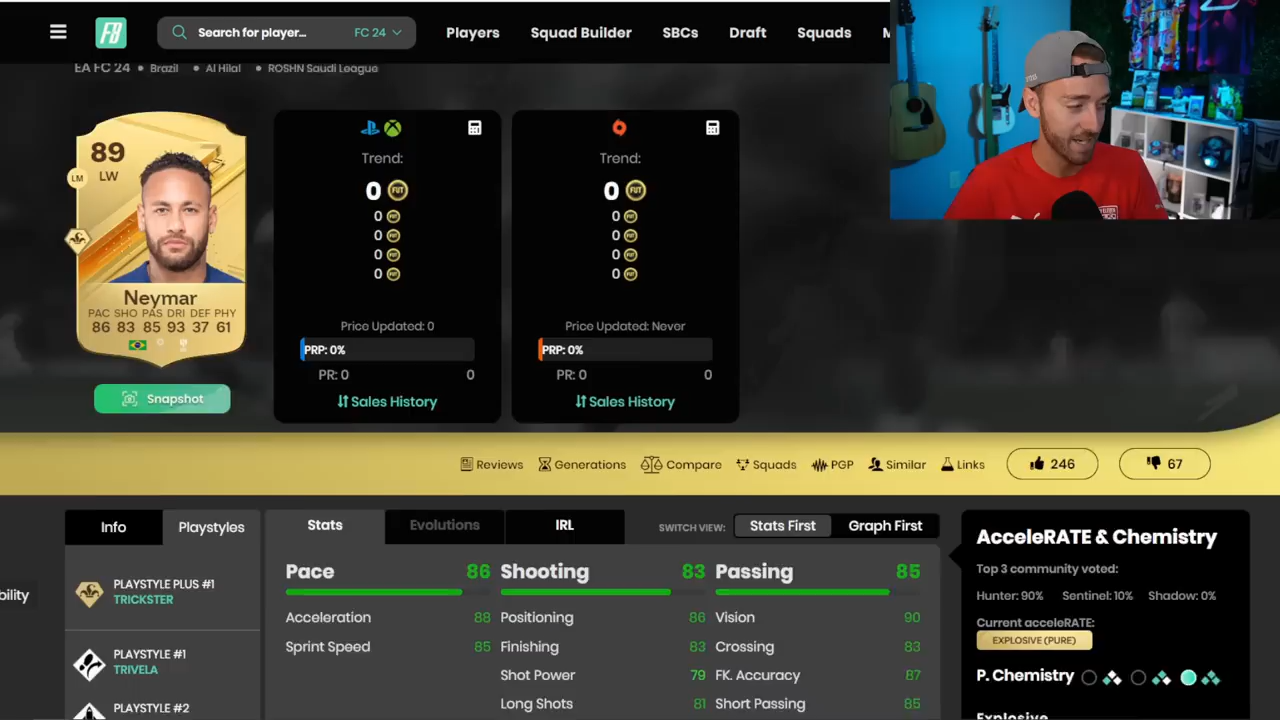 FB
Search for player...
FC 24
Players
Squad Builder
SBCs
Draft
Squads
M
EA FC 24 • Brazil • Al Hilal • ROSHN Saudi League
89
LW
LM
Neymar
PAC SHO PAS DRI DEF PHY
86 83 85 93 37 61
Snapshot
Trend:
0 FUT
0
0
0
0
Price Updated: 0
PRP: 0%
PR: 0
0
Sales History
Trend:
0 FUT
0
0
0
0
Price Updated: Never
PRP: 0%
PR: 0
0
Sales History
Reviews
Generations
Compare
Squads
PGP
Similar
Links
246
67
Info
Playstyles
bility
PLAYSTYLE PLUS #1
TRICKSTER
PLAYSTYLE #1
TRIVELA
PLAYSTYLE #2
Stats
Evolutions
IRL
SWITCH VIEW:
Stats First
Graph First
Pace 86
Acceleration 88
Sprint Speed 85
Shooting 83
Positioning 86
Finishing 83
Shot Power 79
Long Shots 81
Passing 85
Vision 90
Crossing 83
FK. Accuracy 87
Short Passing 85
AcceleRATE & Chemistry
Top 3 community voted:
Hunter: 90% Sentinel: 10% Shadow: 0%
Current acceleRATE:
EXPLOSIVE (PURE)
P. Chemistry
Explosive